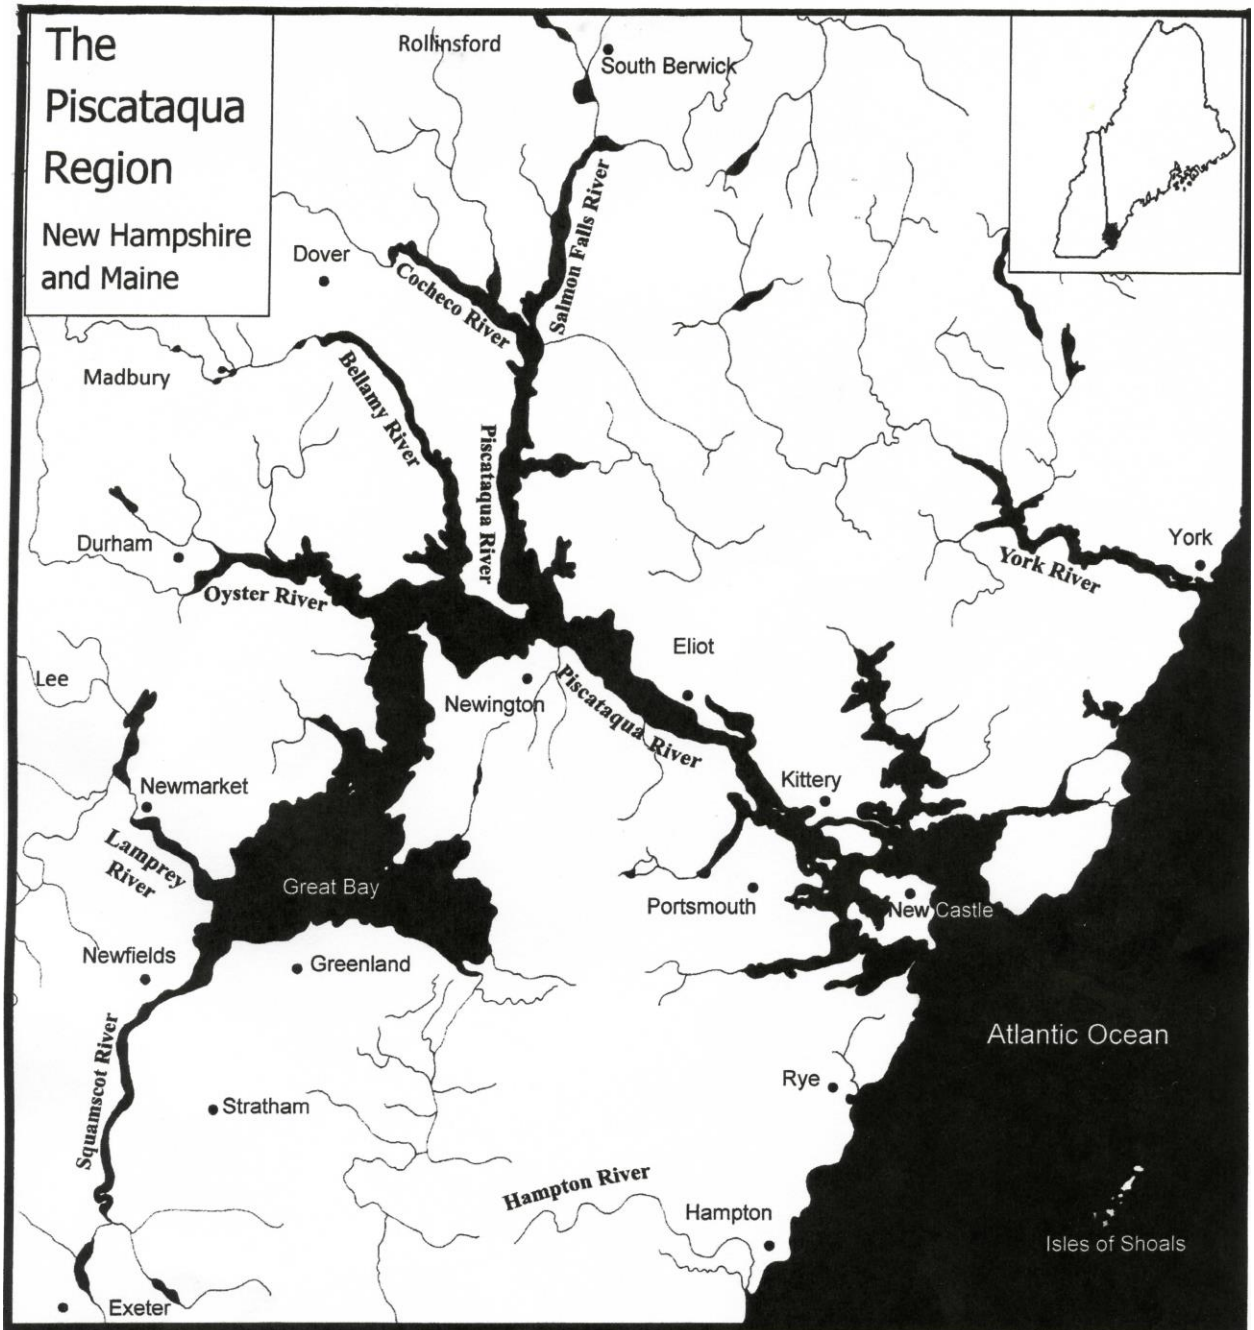 The
Piscataqua
Region
New Hampshire
and Maine
Rollinsford
South Berwick
Salmon Falls River
Dover
Cocheco River
Madbury
Bellamy River
Piscataqua River
Durham
Oyster River
York
York River
Eliot
Lee
Newington
Piscataqua River
Newmarket
Kittery
Lamprey
River
Great Bay
Portsmouth
New Castle
Newfields
Greenland
Squamscot River
Atlantic Ocean
Rye
Stratham
Hampton River
Hampton
Isles of Shoals
Exeter